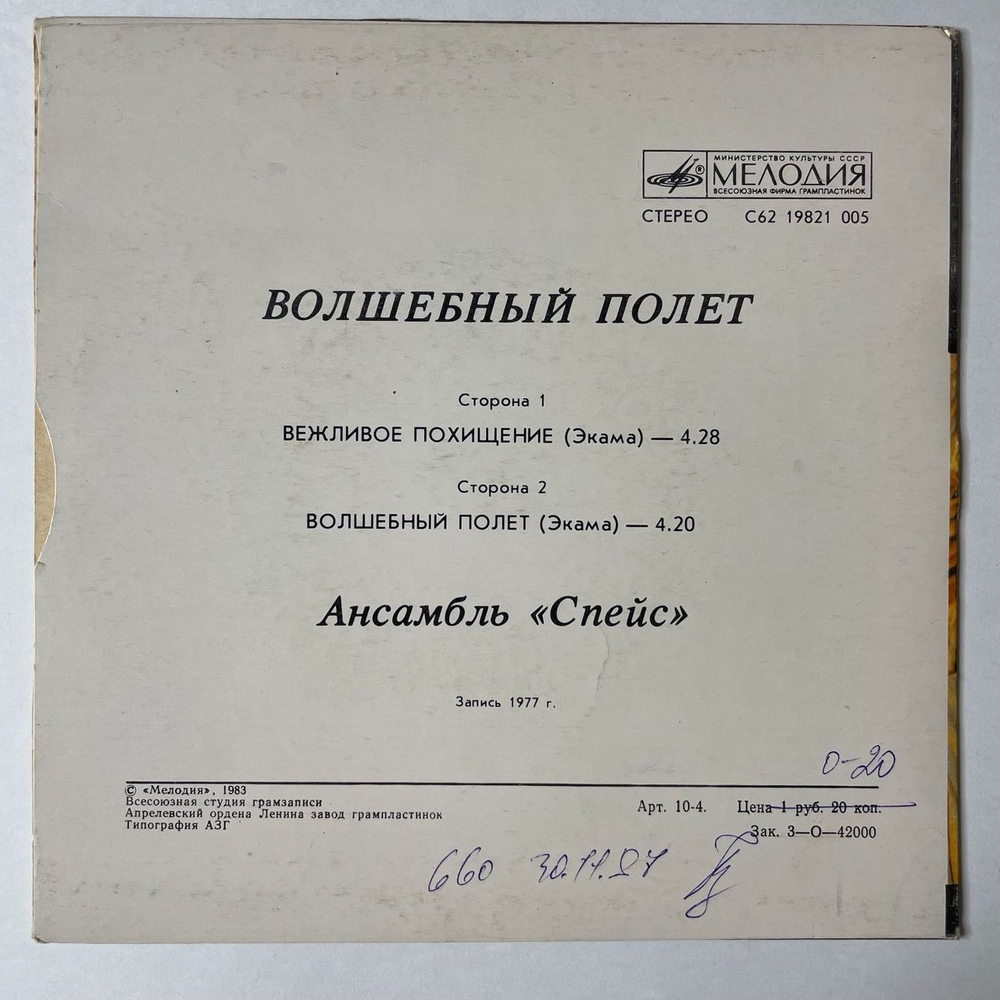 МИНИСТЕРСТВО КУЛЬТУРЫ СССР
МЕЛОДИЯ
ВСЕСОЮЗНАЯ ФИРМА ГРАМПЛАСТИНОК
СТЕРЕО С62 19821 005
ВОЛШЕБНЫЙ ПОЛЕТ
Сторона 1
ВЕЖЛИВОЕ ПОХИЩЕНИЕ (Экама) — 4.28
Сторона 2
ВОЛШЕБНЫЙ ПОЛЕТ (Экама) — 4.20
Ансамбль «Спейс»
Запись 1977 г.
0-20
© «Мелодия», 1983
Всесоюзная студия грамзаписи
Апрелевский ордена Ленина завод грампластинок
Типография АЗГ
Арт. 10-4. Цена 1 руб. 20 коп.
Зак. 3—О—42000
660 30.11.87